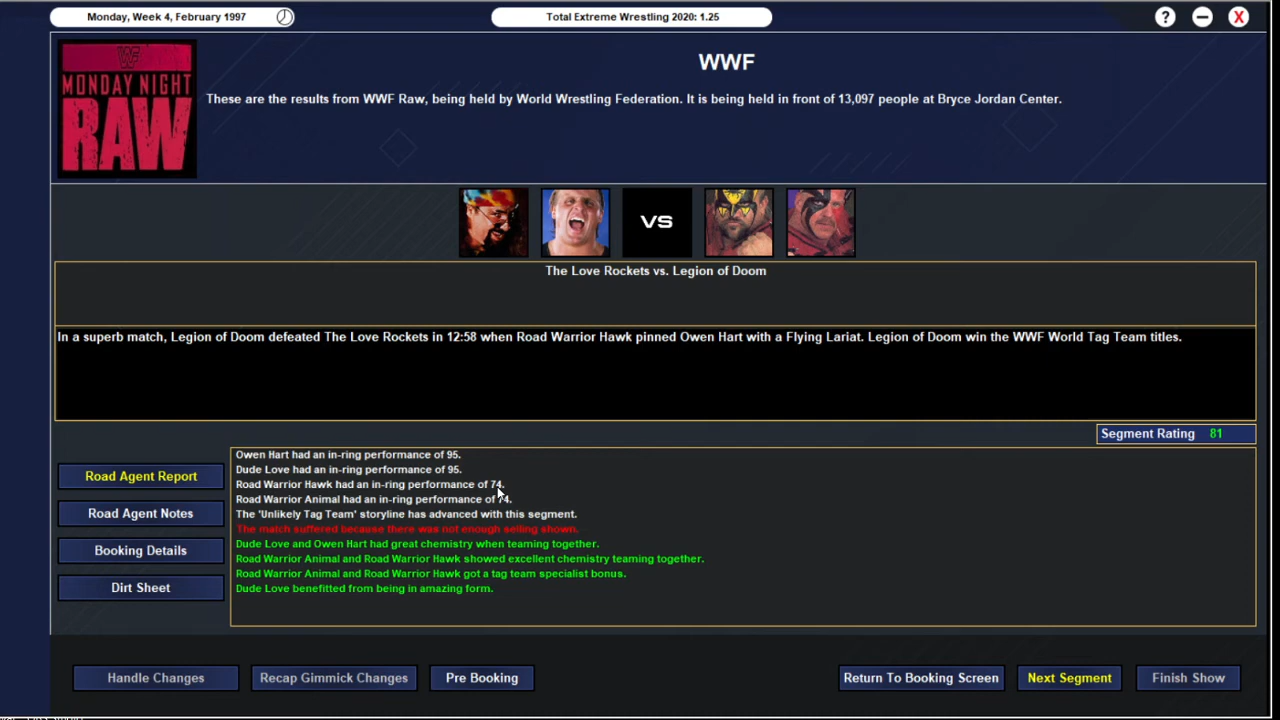 Monday, Week 4, February 1997
Total Extreme Wrestling 2020: 1.25
?
X
W
MONDAY NIGHT
RAW
WWF
These are the results from WWF Raw, being held by World Wrestling Federation. It is being held in front of 13,097 people at Bryce Jordan Center.
VS
The Love Rockets vs. Legion of Doom
In a superb match, Legion of Doom defeated The Love Rockets in 12:58 when Road Warrior Hawk pinned Owen Hart with a Flying Lariat. Legion of Doom win the WWF World Tag Team titles.
Segment Rating 81
Road Agent Report
Road Agent Notes
Booking Details
Dirt Sheet
Owen Hart had an in-ring performance of 95.
Dude Love had an in-ring performance of 95.
Road Warrior Hawk had an in-ring performance of 74.
Road Warrior Animal had an in-ring performance of 74.
The 'Unlikely Tag Team' storyline has advanced with this segment.
The match suffered because there was not enough selling shown.
Dude Love and Owen Hart had great chemistry when teaming together.
Road Warrior Animal and Road Warrior Hawk showed excellent chemistry teaming together.
Road Warrior Animal and Road Warrior Hawk got a tag team specialist bonus.
Dude Love benefitted from being in amazing form.
Handle Changes
Recap Gimmick Changes
Pre Booking
Return To Booking Screen
Next Segment
Finish Show